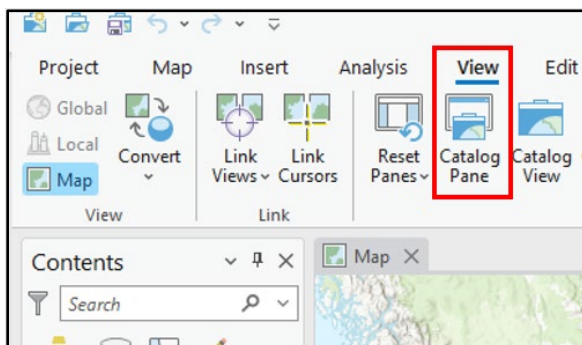 Project Map Insert Analysis View Edit
Global
Local
Map
Convert
Link Views
Link Cursors
Reset Panes
Catalog Pane
Catalog View
View Link
Contents
Map
Search